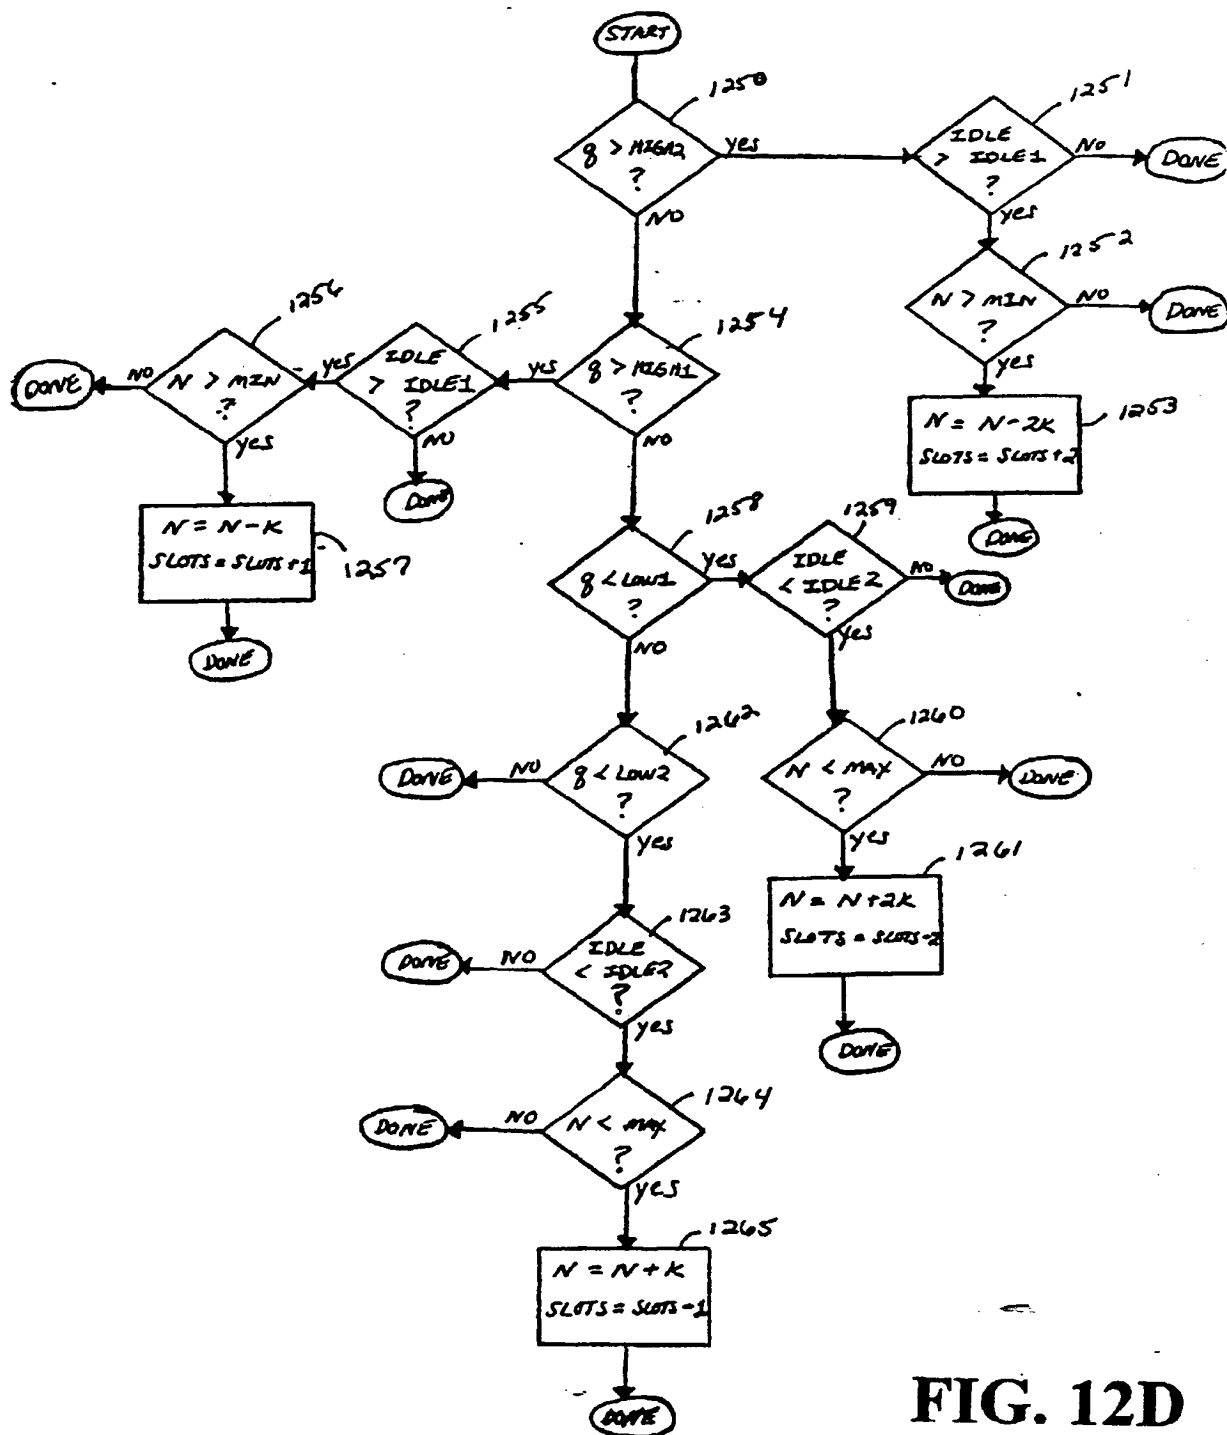 START
1250
q > HIGH2
?
yes
NO
1251
IDLE
> IDLE1
?
NO
DONE
yes
1252
N > MIN
?
NO
DONE
yes
1253
N = N-2K
SLOTS = SLOTS+2
DONE
1254
q > HIGH1
?
yes
NO
1255
IDLE
> IDLE1
?
yes
NO
DONE
1256
N > MIN
?
NO
DONE
yes
N = N-K
SLOTS = SLOTS+1
1257
DONE
1258
q < LOW1
?
yes
NO
1259
IDLE
< IDLE2
?
NO
DONE
yes
1260
N < MAX
?
NO
DONE
yes
1261
N = N+2K
SLOTS = SLOTS-2
DONE
1262
q < LOW2
?
NO
DONE
yes
1263
IDLE
< IDLE2
?
NO
DONE
yes
1264
N < MAX
?
NO
DONE
yes
1265
N = N+K
SLOTS = SLOTS-1
DONE
FIG. 12D